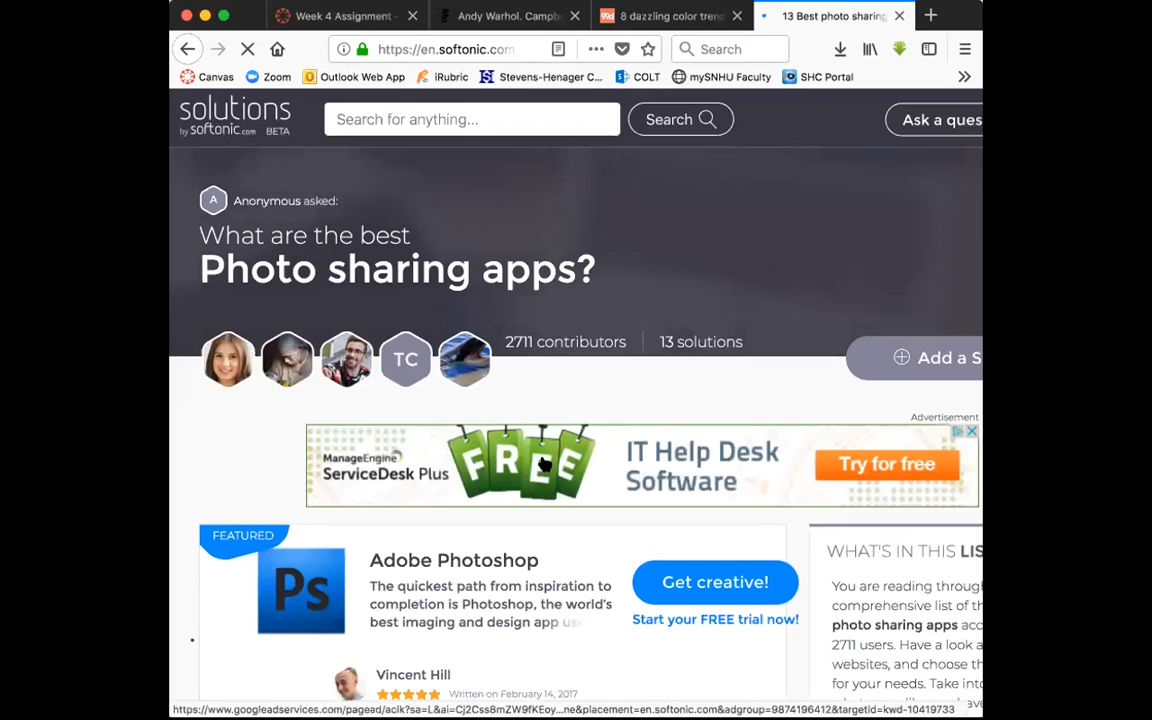 Week 4 Assignment -
Andy Warhol. Campb
99d 8 dazzling color trend
13 Best photo sharing
https://en.softonic.com
Search
Canvas Zoom Outlook Web App iRubric Stevens-Henager C... COLT mySNHU Faculty SHC Portal
solutions
by softonic.com BETA
Search for anything...
Search
Ask a ques
A
Anonymous asked:
What are the best
Photo sharing apps?
TC
2711 contributors
13 solutions
Add a S
Advertisement
ManageEngine
ServiceDesk Plus
FREE
IT Help Desk
Software
Try for free
FEATURED
Ps
Adobe Photoshop
The quickest path from inspiration to
completion is Photoshop, the world's
best imaging and design app us
Get creative!
Start your FREE trial now!
Vincent Hill
Written on February 14, 2017
WHAT'S IN THIS LIS
You are reading through
comprehensive list of th
photo sharing apps acc
2711 users. Have a look a
websites, and choose th
for your needs. Take into
https://www.googleadservices.com/pagead/aclk?sa=L&ai=Cj2Css8mZW9fKEoy...ne&placement=en.softonic.com&adgroup=9874196412&targetid=kwd-10419733